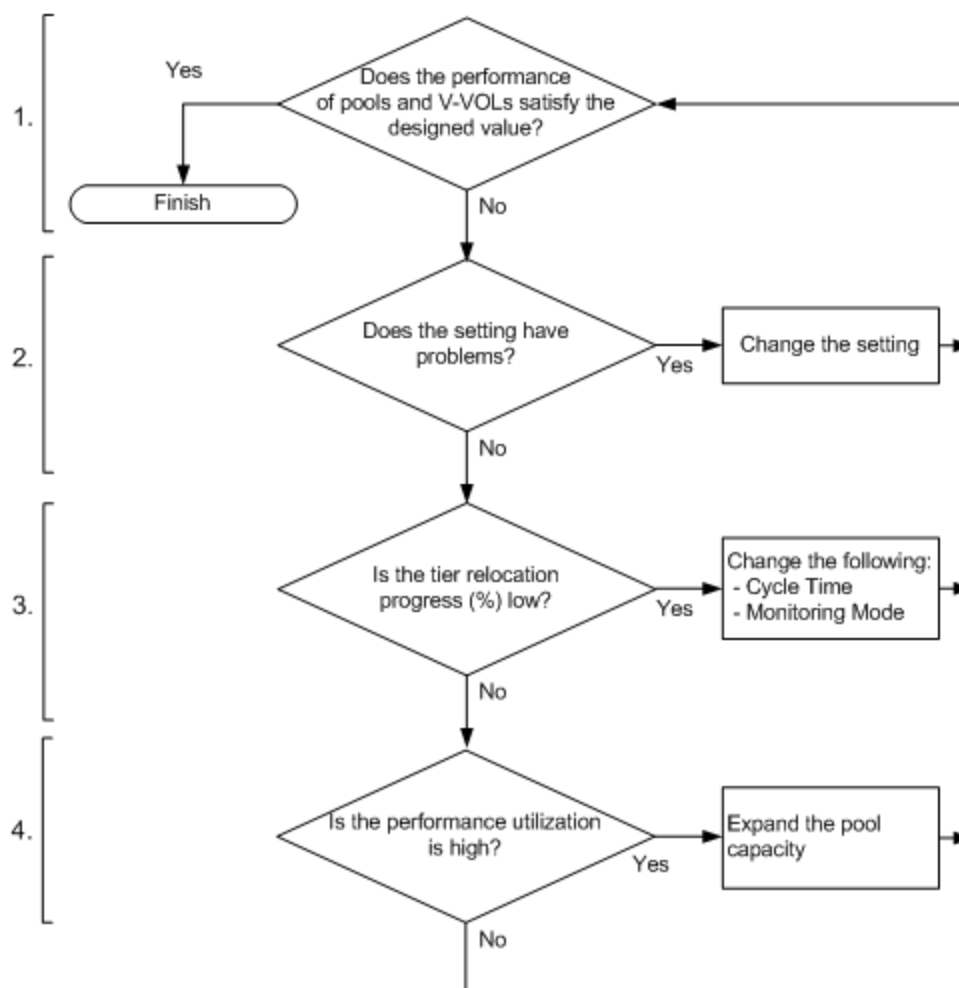 1.
Yes
Does the performance
of pools and V-VOLs satisfy the
designed value?
Finish
No
2.
Does the setting have
problems?
Yes
Change the setting
No
3.
Is the tier relocation
progress (%) low?
Yes
Change the following:
- Cycle Time
- Monitoring Mode
No
4.
Is the performance utilization
is high?
Yes
Expand the pool
capacity
No